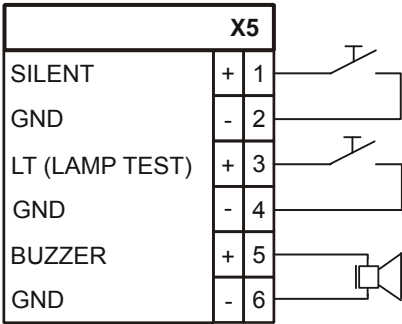 X5
SILENT + 1
GND - 2
LT (LAMP TEST) + 3
GND - 4
BUZZER + 5
GND - 6